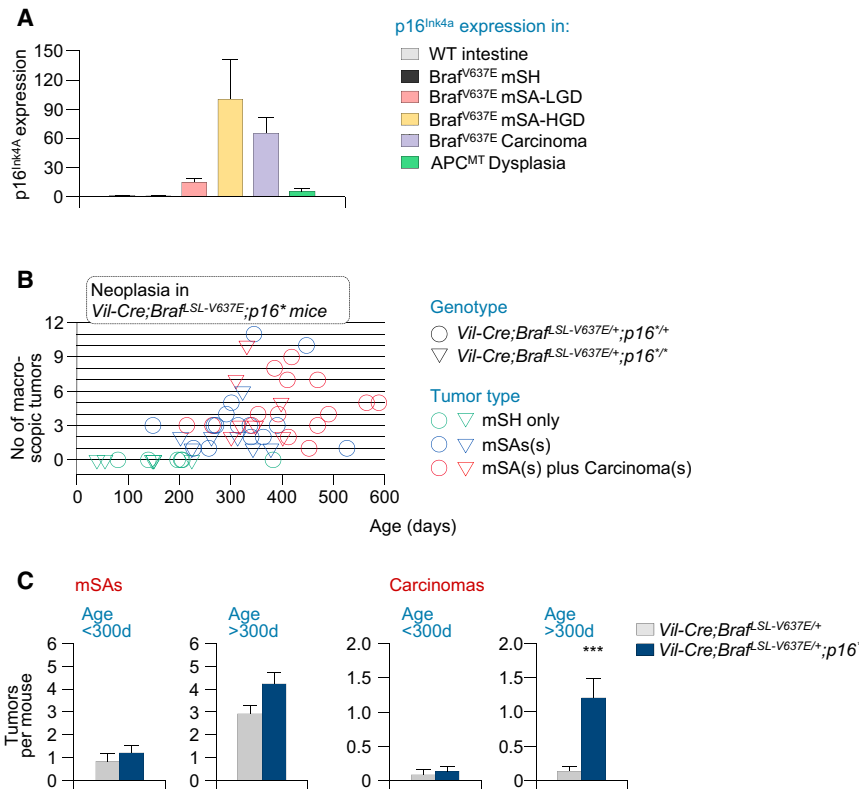 A
p16Ink4a expression in:
p16Ink4A expression
150
120
90
60
30
0
WT intestine
BrafV637E mSH
BrafV637E mSA-LGD
BrafV637E mSA-HGD
BrafV637E Carcinoma
APCMT Dysplasia
B
Neoplasia in
Vil-Cre;BrafLSL-V637E;p16* mice
No of macro-
scopic tumors
12
9
6
3
0
0 100 200 300 400 500 600
Age (days)
Genotype
Vil-Cre;BrafLSL-V637E/+;p16*/+
Vil-Cre;BrafLSL-V637E/+;p16*/*
Tumor type
mSH only
mSAs(s)
mSA(s) plus Carcinoma(s)
C
mSAs
Carcinomas
Age
<300d
Age
>300d
Age
<300d
Age
>300d
Tumors
per mouse
6
5
4
3
2
1
0
6
5
4
3
2
1
0
2.0
1.5
1.0
0.5
0
2.0
1.5
1.0
0.5
0
***
Vil-Cre;BrafLSL-V637E/+
Vil-Cre;BrafLSL-V637E/+;p16*